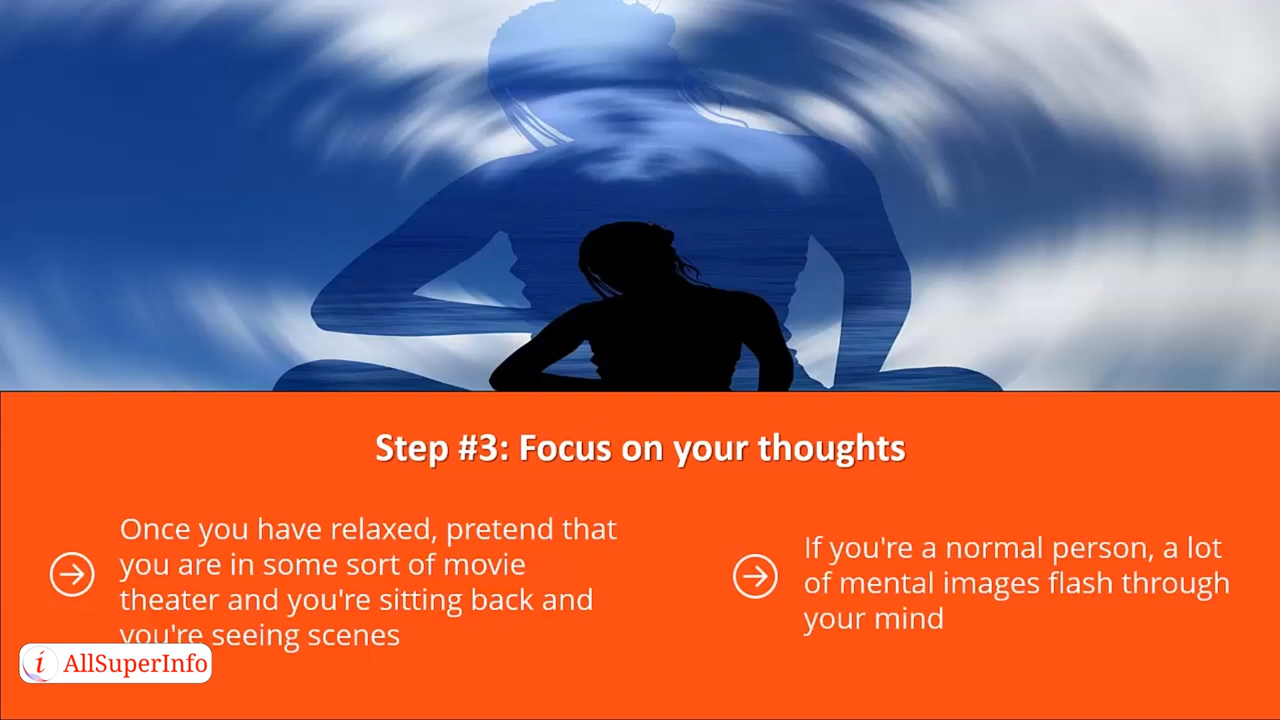 Step #3: Focus on your thoughts
Once you have relaxed, pretend that
you are in some sort of movie
theater and you're sitting back and
you're seeing scenes
If you're a normal person, a lot
of mental images flash through
your mind
i AllSuperInfo